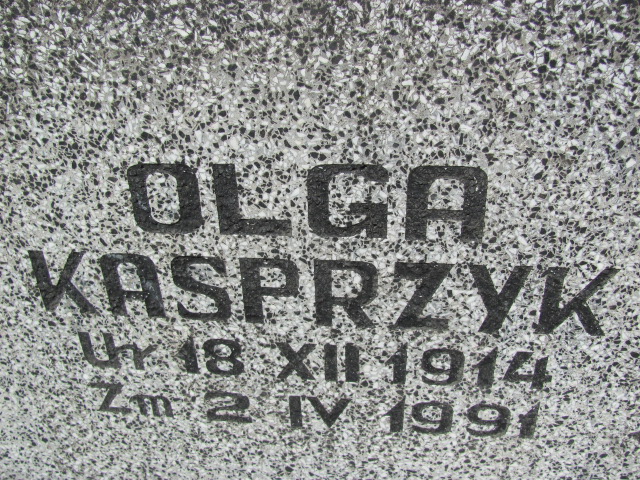 OLGA
KASPRZYK
Ur 18 XII 1914
Zm 2 IV 1991